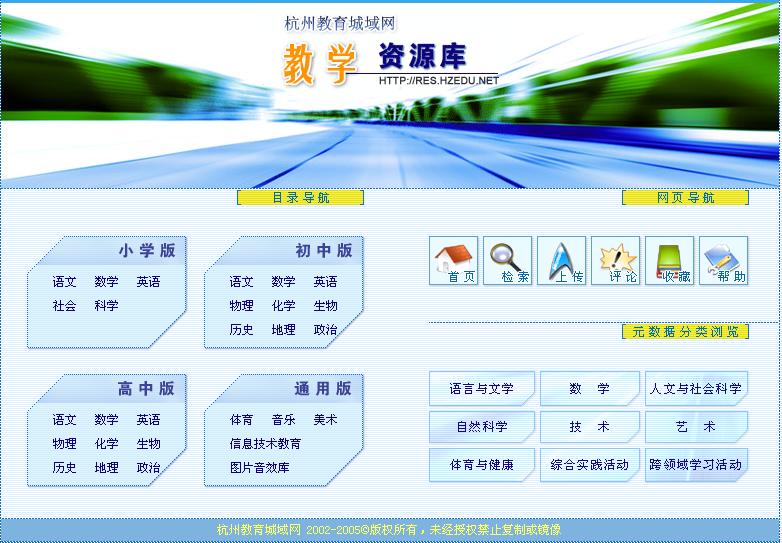 杭州教育城域网
教学 资源库
HTTP://RES.HZEDU.NET
目录导航
网页导航
小学版
语文 数学 英语
社会 科学
初中版
语文 数学 英语
物理 化学 生物
历史 地理 政治
首页 检索 上传 评论 收藏 帮助
元数据分类浏览
高中版
语文 数学 英语
物理 化学 生物
历史 地理 政治
通用版
体育 音乐 美术
信息技术教育
图片音效库
语言与文学 数 学 人文与社会科学
自然科学 技 术 艺 术
体育与健康 综合实践活动 跨领域学习活动
杭州教育城域网 2002-2005©版权所有，未经授权禁止复制或镜像